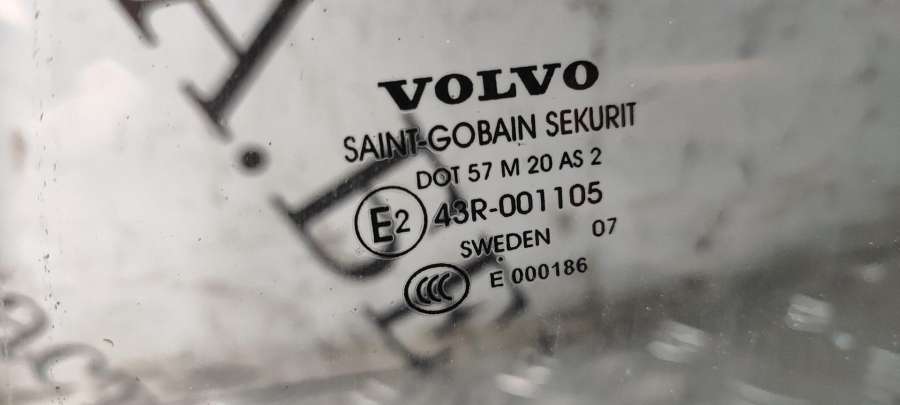 VOLVO
SAINT-GOBAIN SEKURIT
DOT 57 M 20 AS 2
E2 43R-001105
SWEDEN 07
CCC E 000186